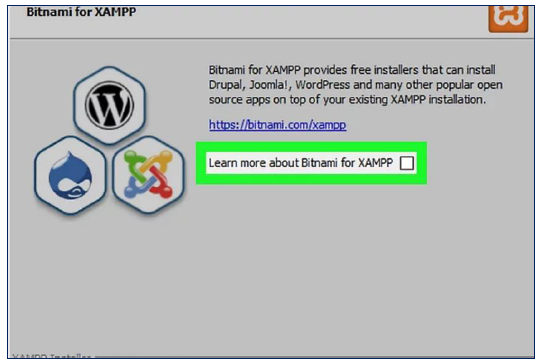 Bitnami for XAMPP
Bitnami for XAMPP provides free installers that can install
Drupal, Joomla!, WordPress and many other popular open
source apps on top of your existing XAMPP installation.
https://bitnami.com/xampp
Learn more about Bitnami for XAMPP
XAMPP Installer